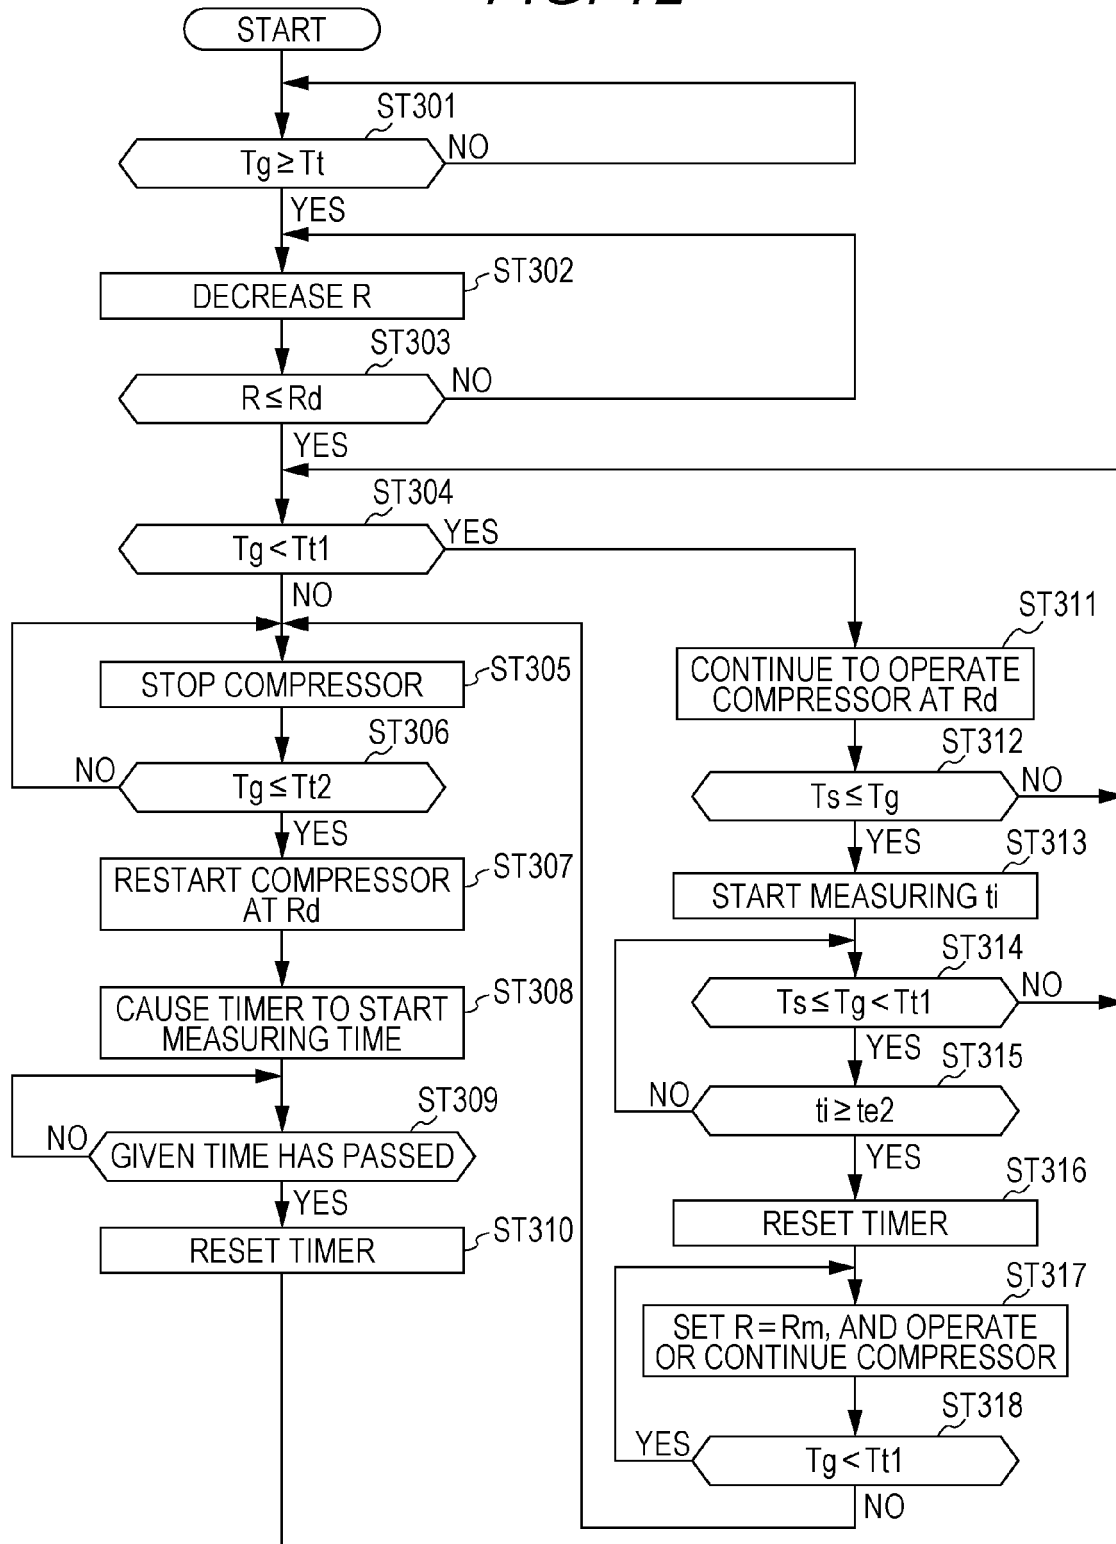 FIG. 12
START
ST301
Tg ≥ Tt
NO
YES
ST302
DECREASE R
ST303
R ≤ Rd
NO
YES
ST304
Tg < Tt1
YES
NO
ST305
STOP COMPRESSOR
ST306
NO
Tg ≤ Tt2
YES
ST307
RESTART COMPRESSOR
AT Rd
ST308
CAUSE TIMER TO START
MEASURING TIME
ST309
NO
GIVEN TIME HAS PASSED
YES
ST310
RESET TIMER
ST311
CONTINUE TO OPERATE
COMPRESSOR AT Rd
ST312
Ts ≤ Tg
NO
YES
ST313
START MEASURING ti
ST314
Ts ≤ Tg < Tt1
NO
YES
ST315
NO
ti ≥ te2
YES
ST316
RESET TIMER
ST317
SET R = Rm, AND OPERATE
OR CONTINUE COMPRESSOR
ST318
YES
Tg < Tt1
NO